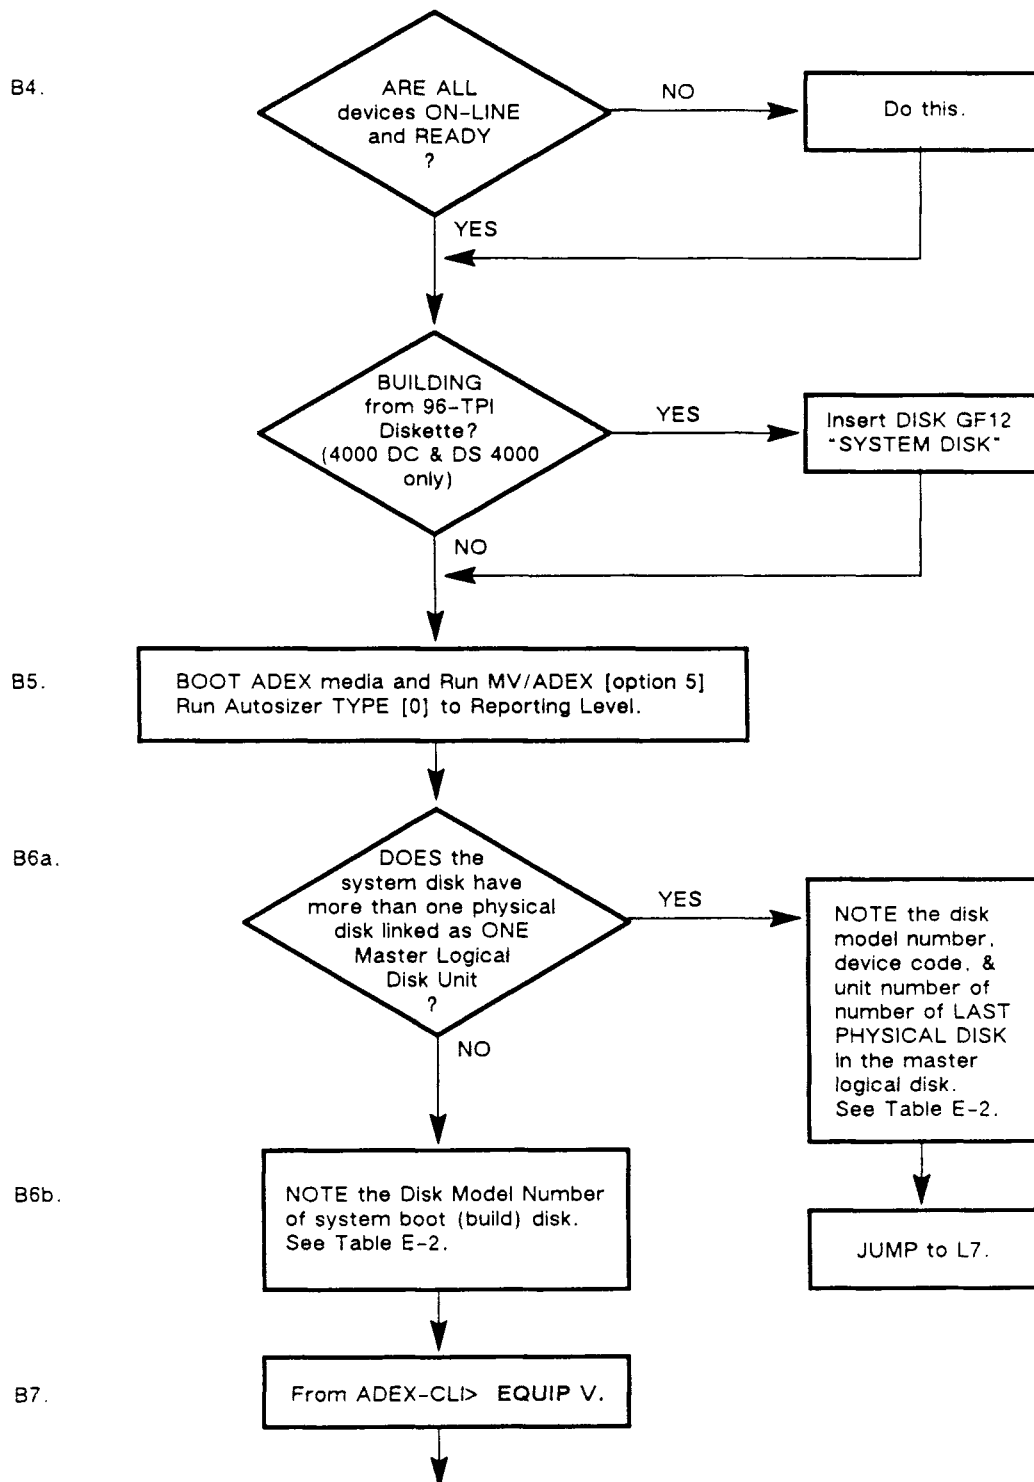 B4.
ARE ALL
devices ON-LINE
and READY
?
NO
Do this.
YES
BUILDING
from 96-TPI
Diskette?
(4000 DC & DS 4000
only)
YES
Insert DISK GF12
"SYSTEM DISK"
NO
B5.
BOOT ADEX media and Run MV/ADEX [option 5]
Run Autosizer TYPE [0] to Reporting Level.
B6a.
DOES the
system disk have
more than one physical
disk linked as ONE
Master Logical
Disk Unit
?
YES
NOTE the disk
model number,
device code, &
unit number of
number of LAST
PHYSICAL DISK
in the master
logical disk.
See Table E-2.
NO
JUMP to L7.
B6b.
NOTE the Disk Model Number
of system boot (build) disk.
See Table E-2.
B7.
From ADEX-CLI> EQUIP V.